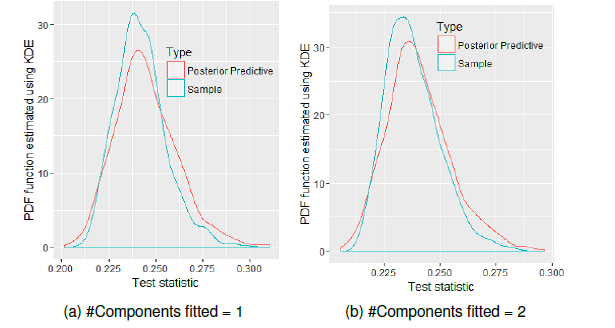 PDF function estimated using KDE
30
20
10
0
0.200 0.225 0.250 0.275 0.300
Test statistic
Type
Posterior Predictive
Sample
(a) #Components fitted = 1
PDF function estimated using KDE
30
20
10
0
0.225 0.250 0.275 0.300
Test statistic
Type
Posterior Predictive
Sample
(b) #Components fitted = 2